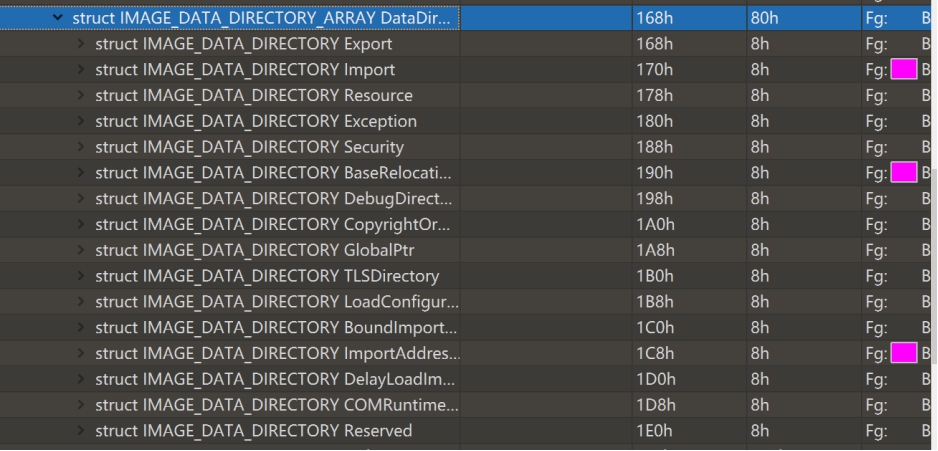 struct IMAGE_DATA_DIRECTORY_ARRAY DataDir... 168h 80h Fg: B
struct IMAGE_DATA_DIRECTORY Export 168h 8h Fg: B
struct IMAGE_DATA_DIRECTORY Import 170h 8h Fg: B
struct IMAGE_DATA_DIRECTORY Resource 178h 8h Fg: B
struct IMAGE_DATA_DIRECTORY Exception 180h 8h Fg: B
struct IMAGE_DATA_DIRECTORY Security 188h 8h Fg: B
struct IMAGE_DATA_DIRECTORY BaseRelocati... 190h 8h Fg: B
struct IMAGE_DATA_DIRECTORY DebugDirect... 198h 8h Fg: B
struct IMAGE_DATA_DIRECTORY CopyrightOr... 1A0h 8h Fg: B
struct IMAGE_DATA_DIRECTORY GlobalPtr 1A8h 8h Fg: B
struct IMAGE_DATA_DIRECTORY TLSDirectory 1B0h 8h Fg: B
struct IMAGE_DATA_DIRECTORY LoadConfigur... 1B8h 8h Fg: B
struct IMAGE_DATA_DIRECTORY BoundImport... 1C0h 8h Fg: B
struct IMAGE_DATA_DIRECTORY ImportAddres... 1C8h 8h Fg: B
struct IMAGE_DATA_DIRECTORY DelayLoadIm... 1D0h 8h Fg: B
struct IMAGE_DATA_DIRECTORY COMRuntime... 1D8h 8h Fg: B
struct IMAGE_DATA_DIRECTORY Reserved 1E0h 8h Fg: B